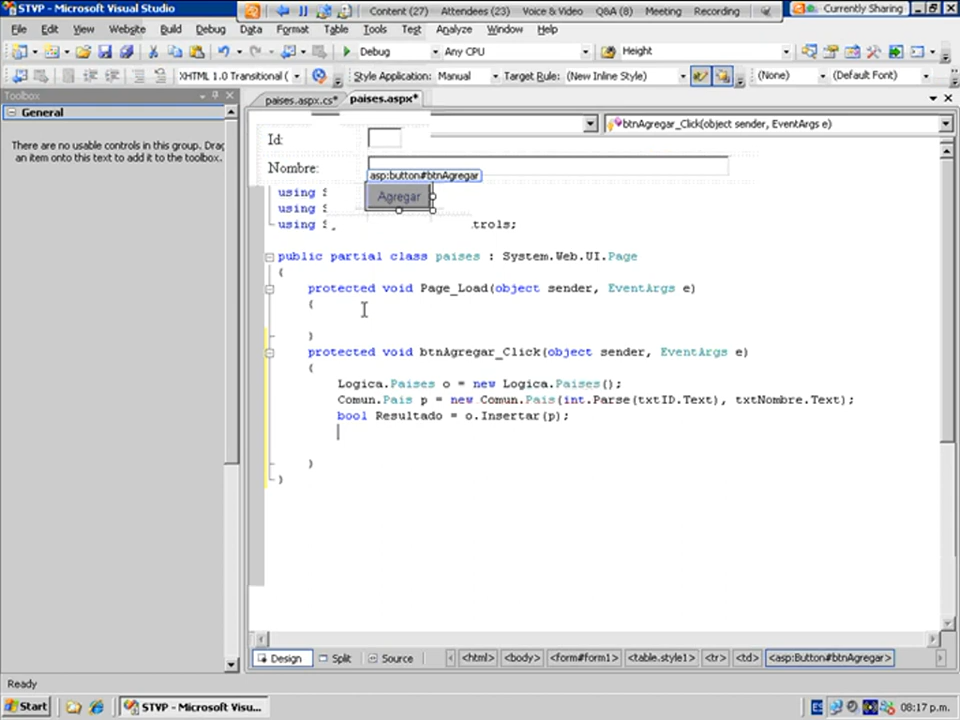 STVP - Microsoft Visual Studio
Content (27) Attendees (23) Voice & Video Q&A (8) Meeting Recording
Currently Sharing
File Edit View Website Build Debug Data Format Table Tools Test Analyze Window Help
Debug Any CPU Height
XHTML 1.0 Transitional ( Style Application: Manual Target Rule: (New Inline Style) (None) (Default Font)
Toolbox
General
There are no usable controls in this group. Drag
an item onto this text to add it to the toolbox.
paises.aspx.cs* paises.aspx*
btnAgregar_Click(object sender, EventArgs e)
Id:
Nombre:
asp:button#btnAgregar
Agregar
using
using
using trols;
public partial class paises : System.Web.UI.Page
{
protected void Page_Load(object sender, EventArgs e)
{
}
protected void btnAgregar_Click(object sender, EventArgs e)
{
Logica.Paises o = new Logica.Paises();
Comun.Pais p = new Comun.Pais(int.Parse(txtID.Text), txtNombre.Text);
bool Resultado = o.Insertar(p);
}
}
Design Split Source <html> <body> <form#form1> <table.style1> <tr> <td> <asp:Button#btnAgregar>
Ready
Start STVP - Microsoft Visu... ES 08:17 p.m.